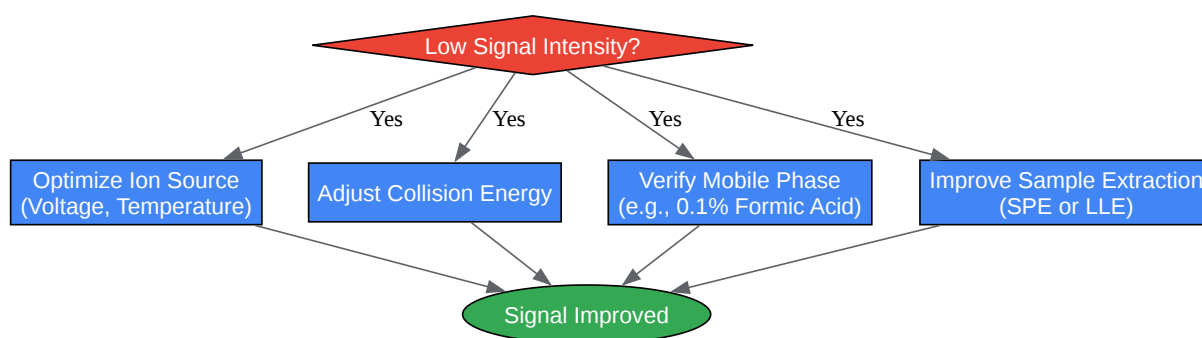 Low Signal Intensity?
Yes
Yes
Yes
Yes
Optimize Ion Source
(Voltage, Temperature)
Adjust Collision Energy
Verify Mobile Phase
(e.g., 0.1% Formic Acid)
Improve Sample Extraction
(SPE or LLE)
Signal Improved